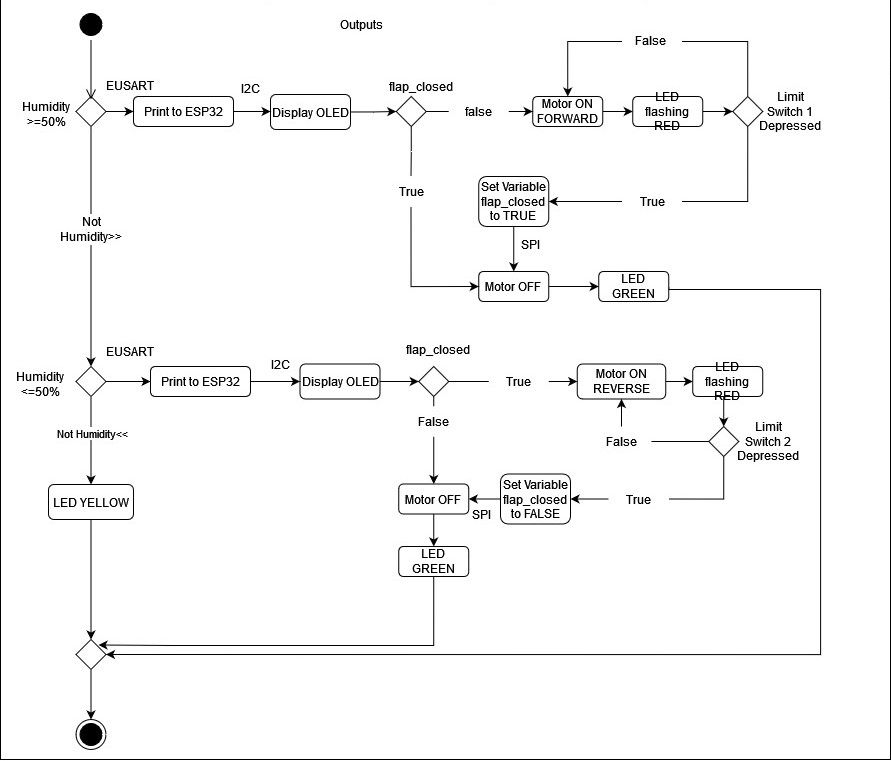 Outputs
False
EUSART
I2C
flap_closed
Humidity
>=50%
Print to ESP32
Display OLED
false
Motor ON
FORWARD
LED
flashing
RED
Limit
Switch 1
Depressed
True
Set Variable
flap_closed
to TRUE
True
Not
Humidity>>
SPI
Motor OFF
LED
GREEN
EUSART
I2C
flap_closed
Humidity
<=50%
Print to ESP32
Display OLED
True
Motor ON
REVERSE
LED
flashing
RED
Not Humidity<<
False
False
Limit
Switch 2
Depressed
LED YELLOW
Motor OFF
SPI
Set Variable
flap_closed
to FALSE
True
LED
GREEN